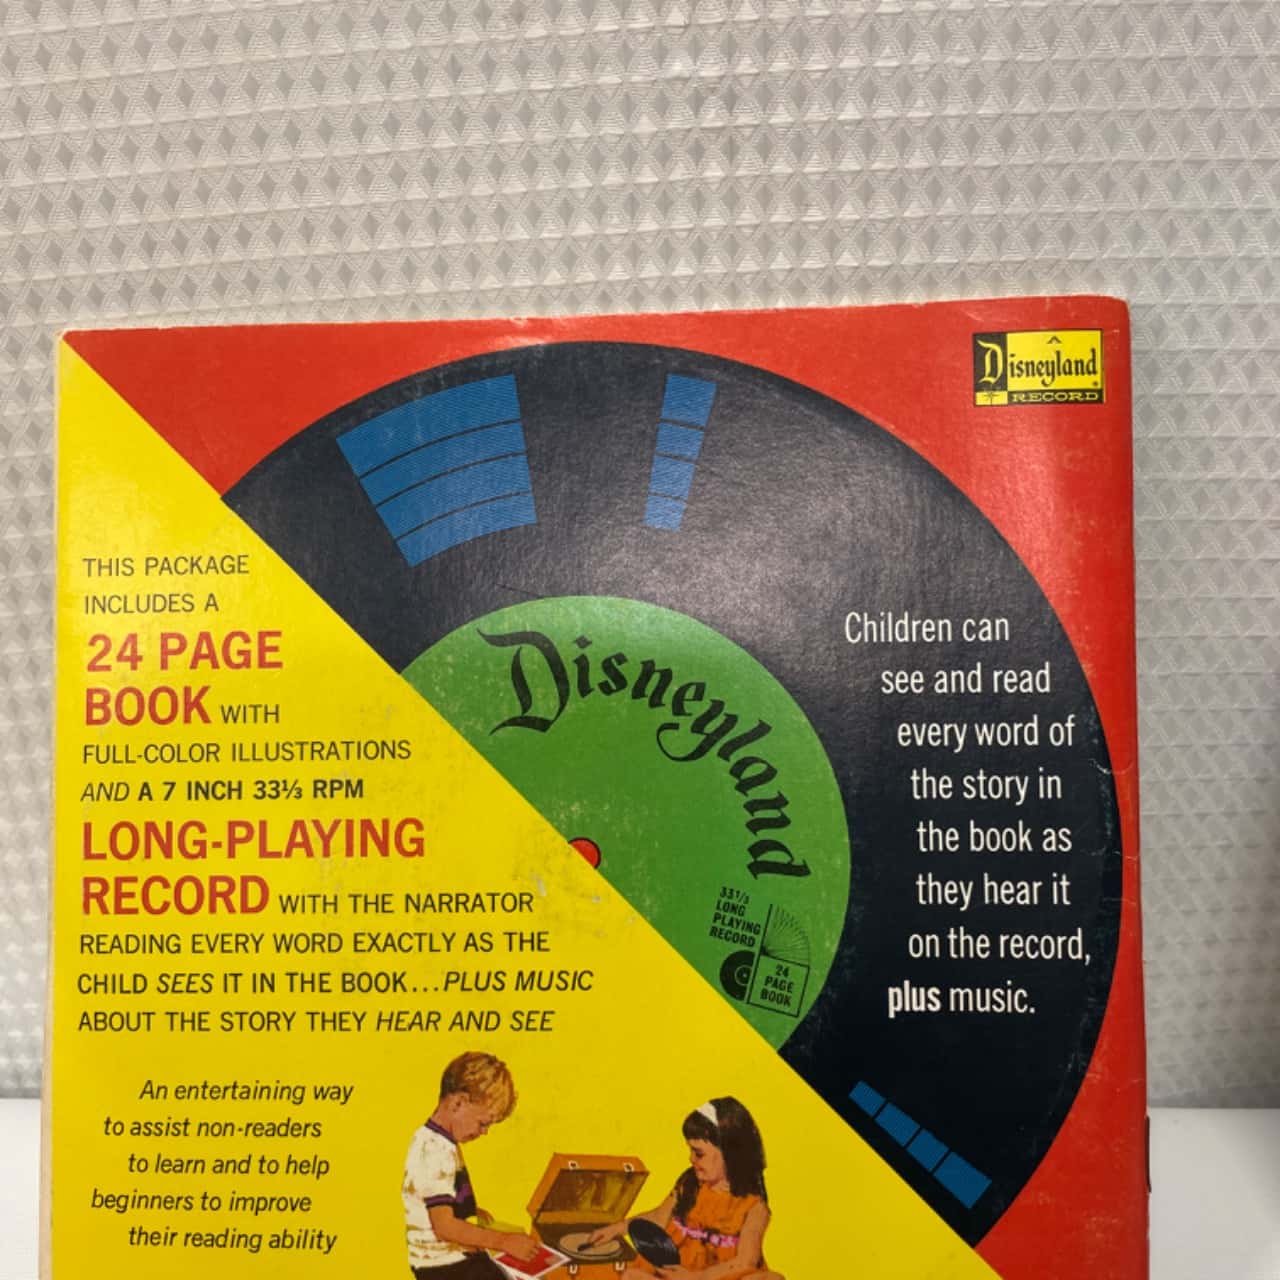 Disneyland
RECORD
THIS PACKAGE
INCLUDES A
24 PAGE
BOOK WITH
FULL-COLOR ILLUSTRATIONS
AND A 7 INCH 33⅓ RPM
LONG-PLAYING
RECORD WITH THE NARRATOR
READING EVERY WORD EXACTLY AS THE
CHILD SEES IT IN THE BOOK...PLUS MUSIC
ABOUT THE STORY THEY HEAR AND SEE
An entertaining way
to assist non-readers
to learn and to help
beginners to improve
their reading ability
Disneyland
33⅓
LONG
PLAYING
RECORD
24
PAGE
BOOK
Children can
see and read
every word of
the story in
the book as
they hear it
on the record,
plus music.